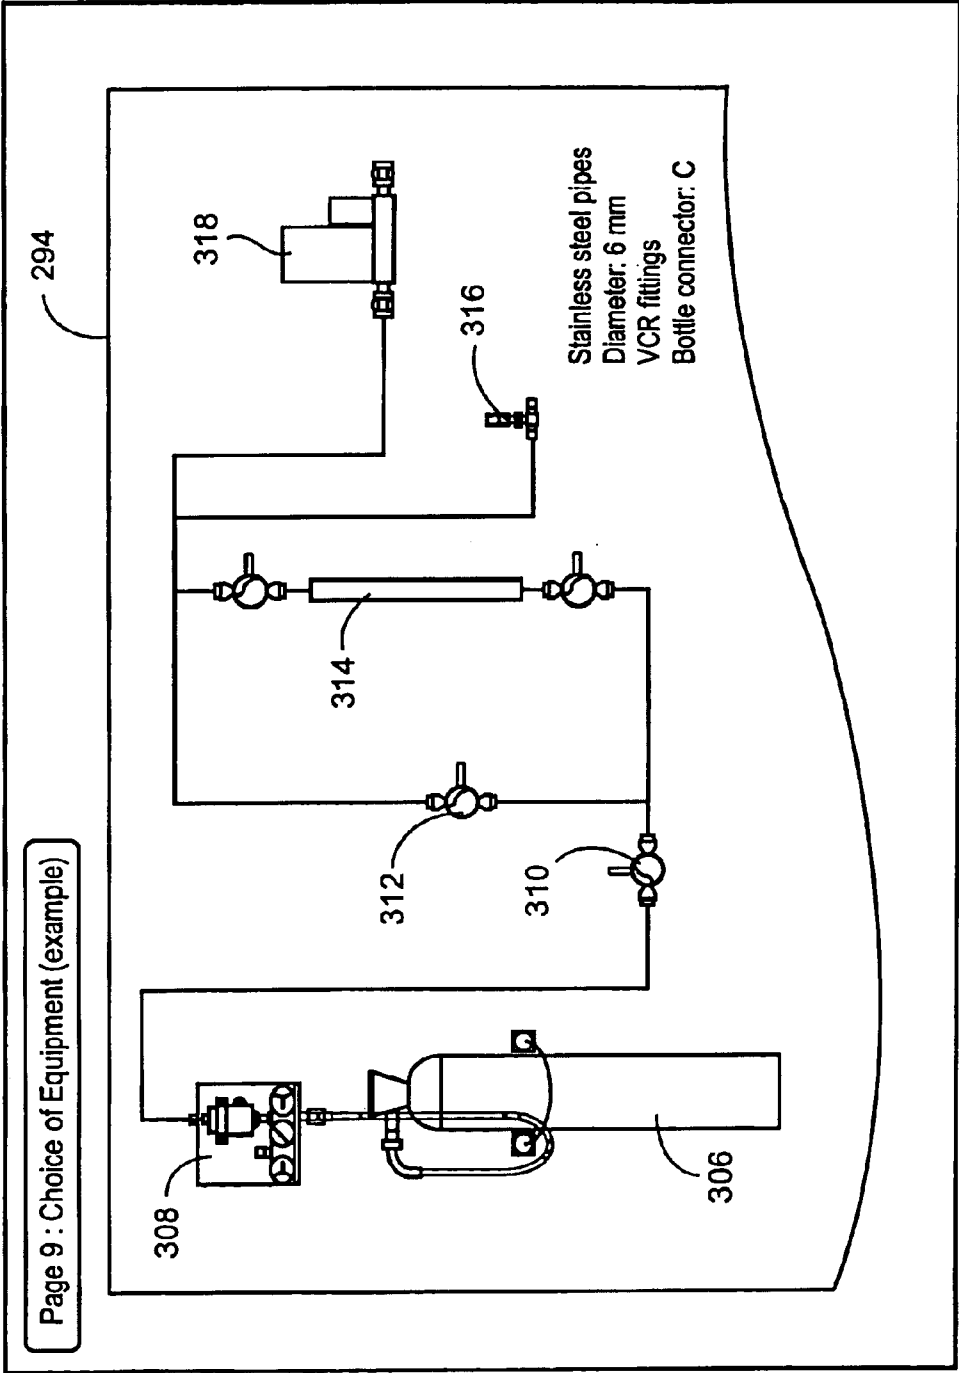 Page 9 : Choice of Equipment (example)
294
308
306
310
312
314
316
318
Stainless steel pipes
Diameter: 6 mm
VCR fittings
Bottle connector: C